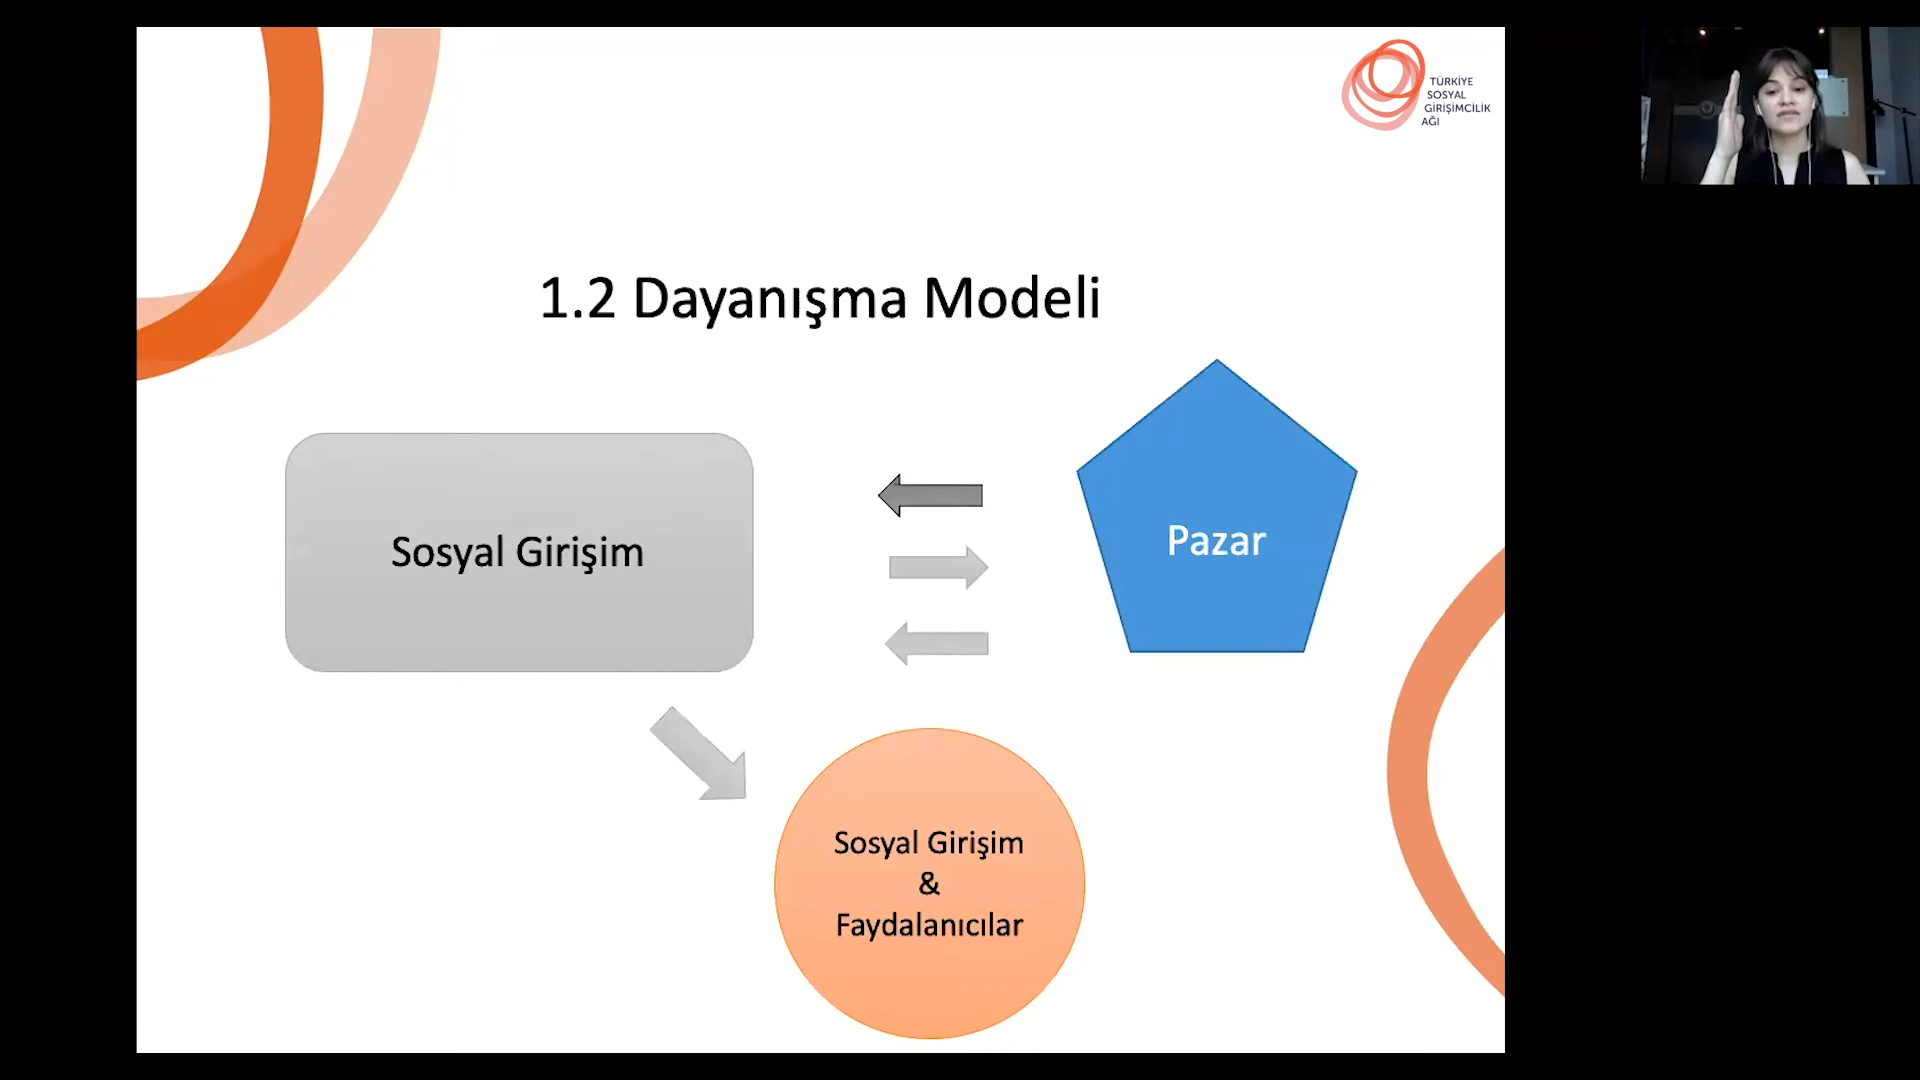 TÜRKİYE
SOSYAL
GİRİŞİMCİLİK
AĞI
1.2 Dayanışma Modeli
Sosyal Girişim
Pazar
Sosyal Girişim
&
Faydalanıcılar